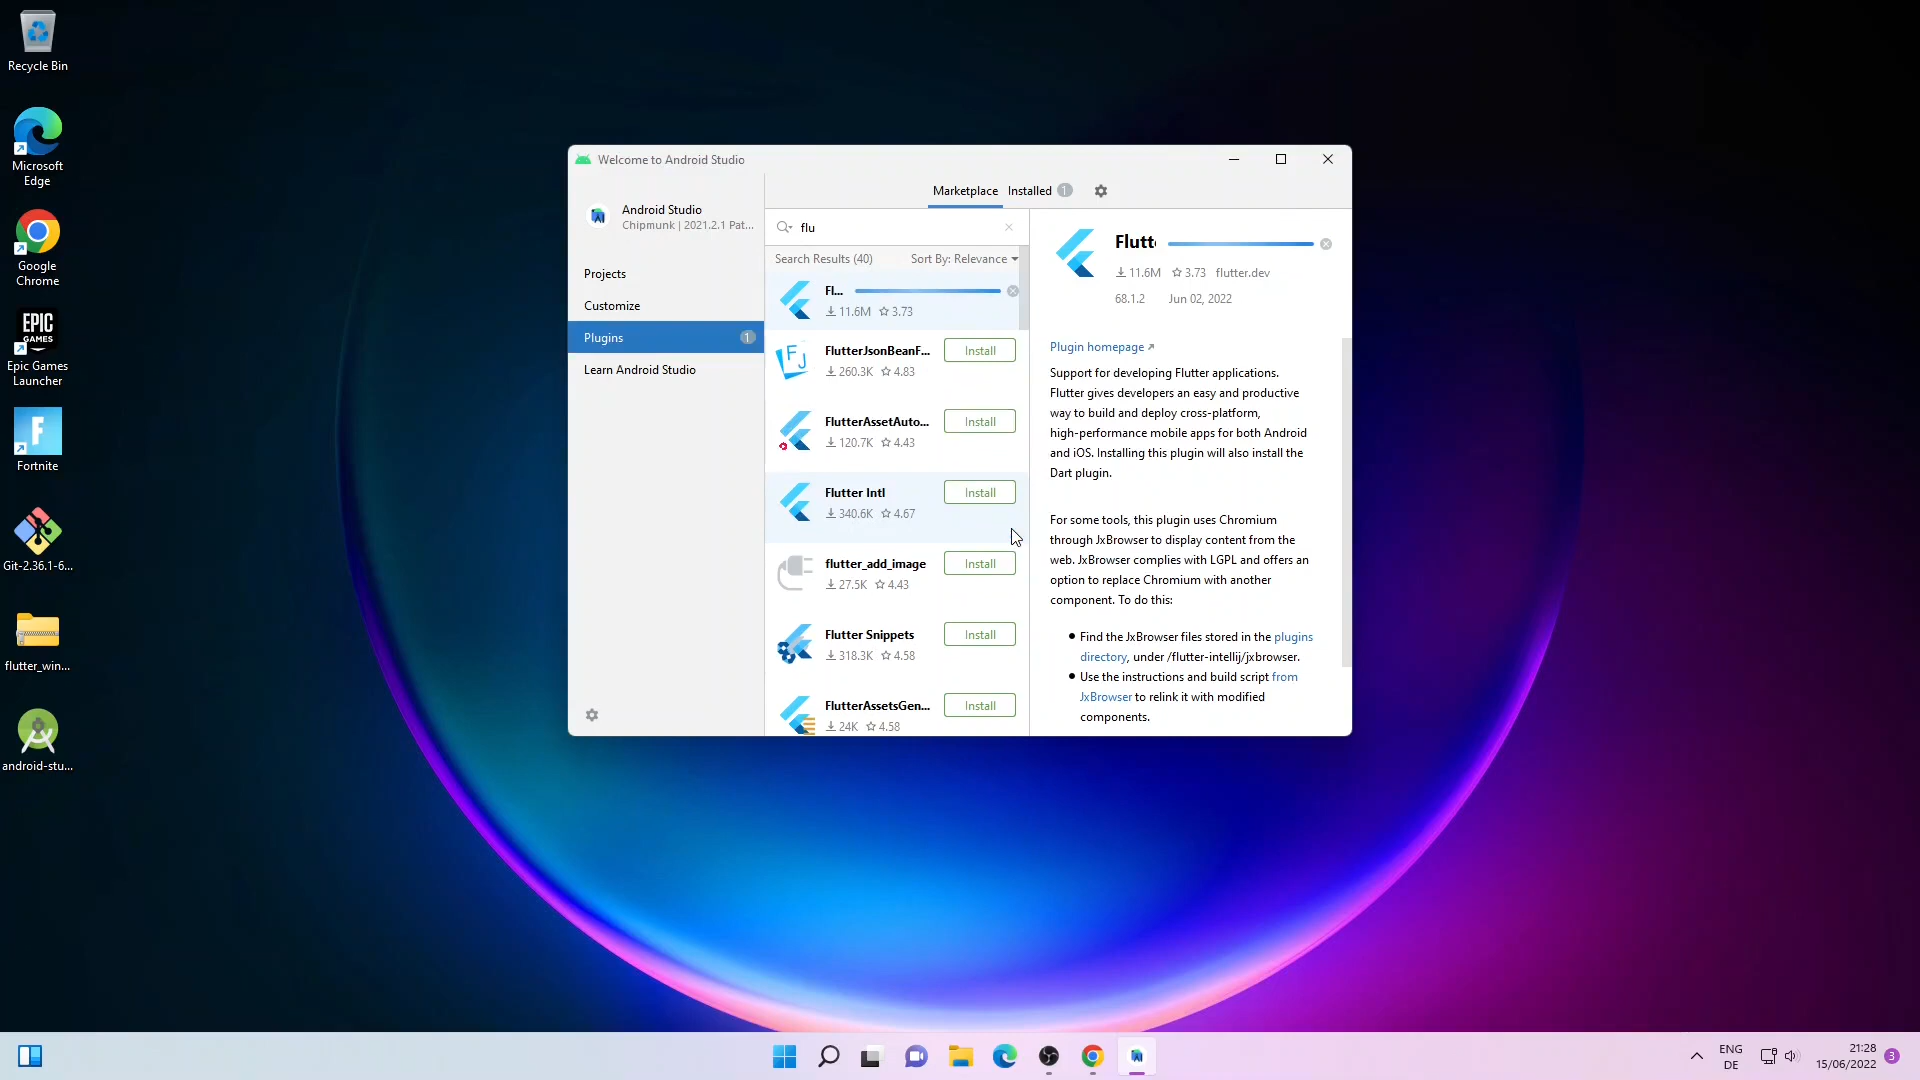 Recycle Bin
Microsoft
Edge
Google
Chrome
EPIC
GAMES
Epic Games
Launcher
Fortnite
Git-2.36.1-6...
flutter_win...
android-stu...
Welcome to Android Studio
Android Studio
Chipmunk | 2021.2.1 Pat...
Projects
Customize
Plugins 1
Learn Android Studio
Marketplace Installed 1
flu
Search Results (40) Sort By: Relevance
Fl...
11.6M 3.73
FlutterJsonBeanF... Install
260.3K 4.83
FlutterAssetAuto... Install
120.7K 4.43
Flutter Intl Install
340.6K 4.67
flutter_add_image Install
27.5K 4.43
Flutter Snippets Install
318.3K 4.58
FlutterAssetsGen... Install
24K 4.58
Flutt
11.6M 3.73 flutter.dev
68.1.2 Jun 02, 2022
Plugin homepage
Support for developing Flutter applications.
Flutter gives developers an easy and productive
way to build and deploy cross-platform,
high-performance mobile apps for both Android
and iOS. Installing this plugin will also install the
Dart plugin.
For some tools, this plugin uses Chromium
through JxBrowser to display content from the
web. JxBrowser complies with LGPL and offers an
option to replace Chromium with another
component. To do this:
Find the JxBrowser files stored in the plugins
directory, under /flutter-intellij/jxbrowser.
Use the instructions and build script from
JxBrowser to relink it with modified
components.
ENG
DE
21:28
15/06/2022
3